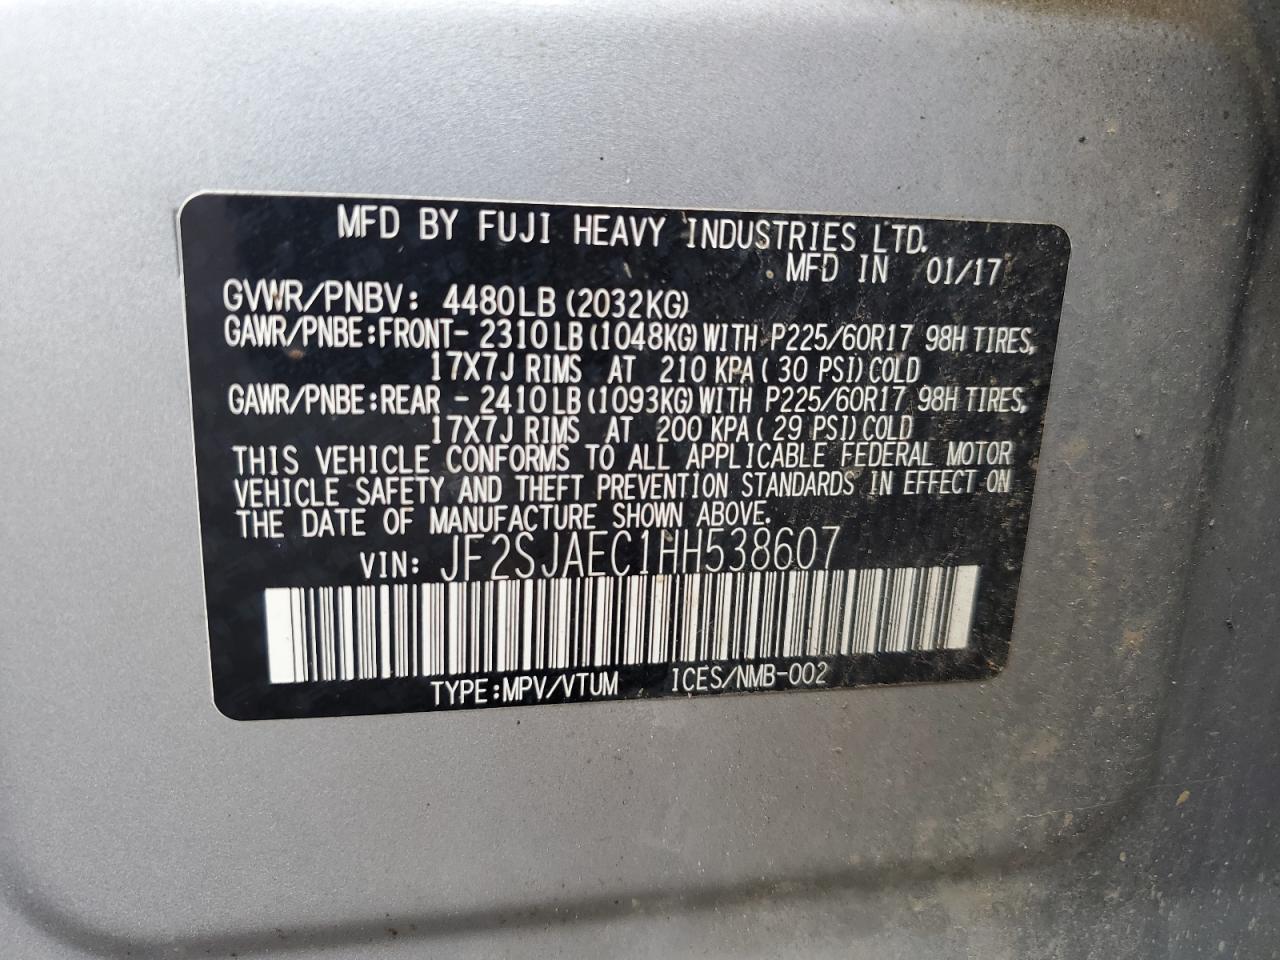 MFD BY FUJI HEAVY INDUSTRIES LTD.
MFD IN 01/17
GVWR/PNBV: 4480LB (2032KG)
GAWR/PNBE:FRONT- 2310 LB (1048KG) WITH P225/60R17 98H TIRES,
17X7J RIMS AT 210 KPA ( 30 PSI) COLD
GAWR/PNBE:REAR - 2410 LB (1093KG) WITH P225/60R17 98H TIRES,
17X7J RIMS AT 200 KPA ( 29 PSI) COLD
THIS VEHICLE CONFORMS TO ALL APPLICABLE FEDERAL MOTOR
VEHICLE SAFETY AND THEFT PREVENTION STANDARDS IN EFFECT ON
THE DATE OF MANUFACTURE SHOWN ABOVE.
VIN: JF2SJAEC1HH538607
TYPE:MPV/VTUM ICES/NMB-002